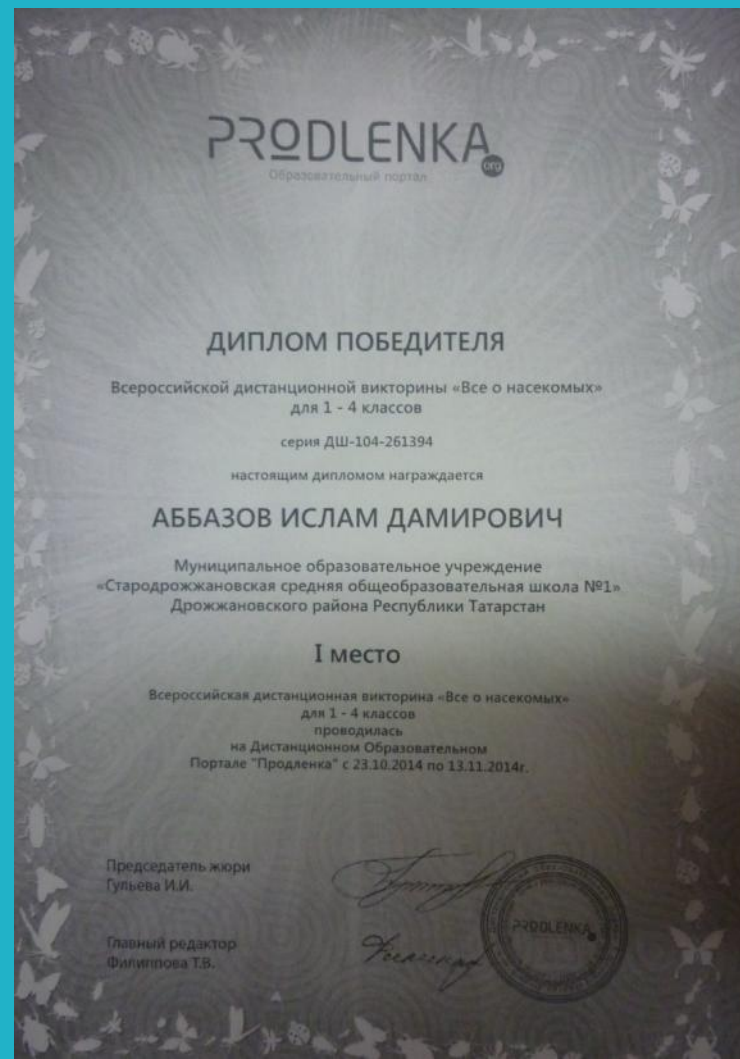 PRODLENKA
org
Образовательный портал
ДИПЛОМ ПОБЕДИТЕЛЯ
Всероссийской дистанционной викторины «Все о насекомых»
для 1 - 4 классов
серия ДШ-104-261394
настоящим дипломом награждается
АББАЗОВ ИСЛАМ ДАМИРОВИЧ
Муниципальное образовательное учреждение
«Стародрожжановская средняя общеобразовательная школа №1»
Дрожжановского района Республики Татарстан
I место
Всероссийская дистанционная викторина «Все о насекомых»
для 1 - 4 классов
проводилась
на Дистанционном Образовательном
Портале "Продленка" с 23.10.2014 по 13.11.2014г.
Председатель жюри
Гульева И.И.
Главный редактор
Филиппова Т.В.
PRODLENKA